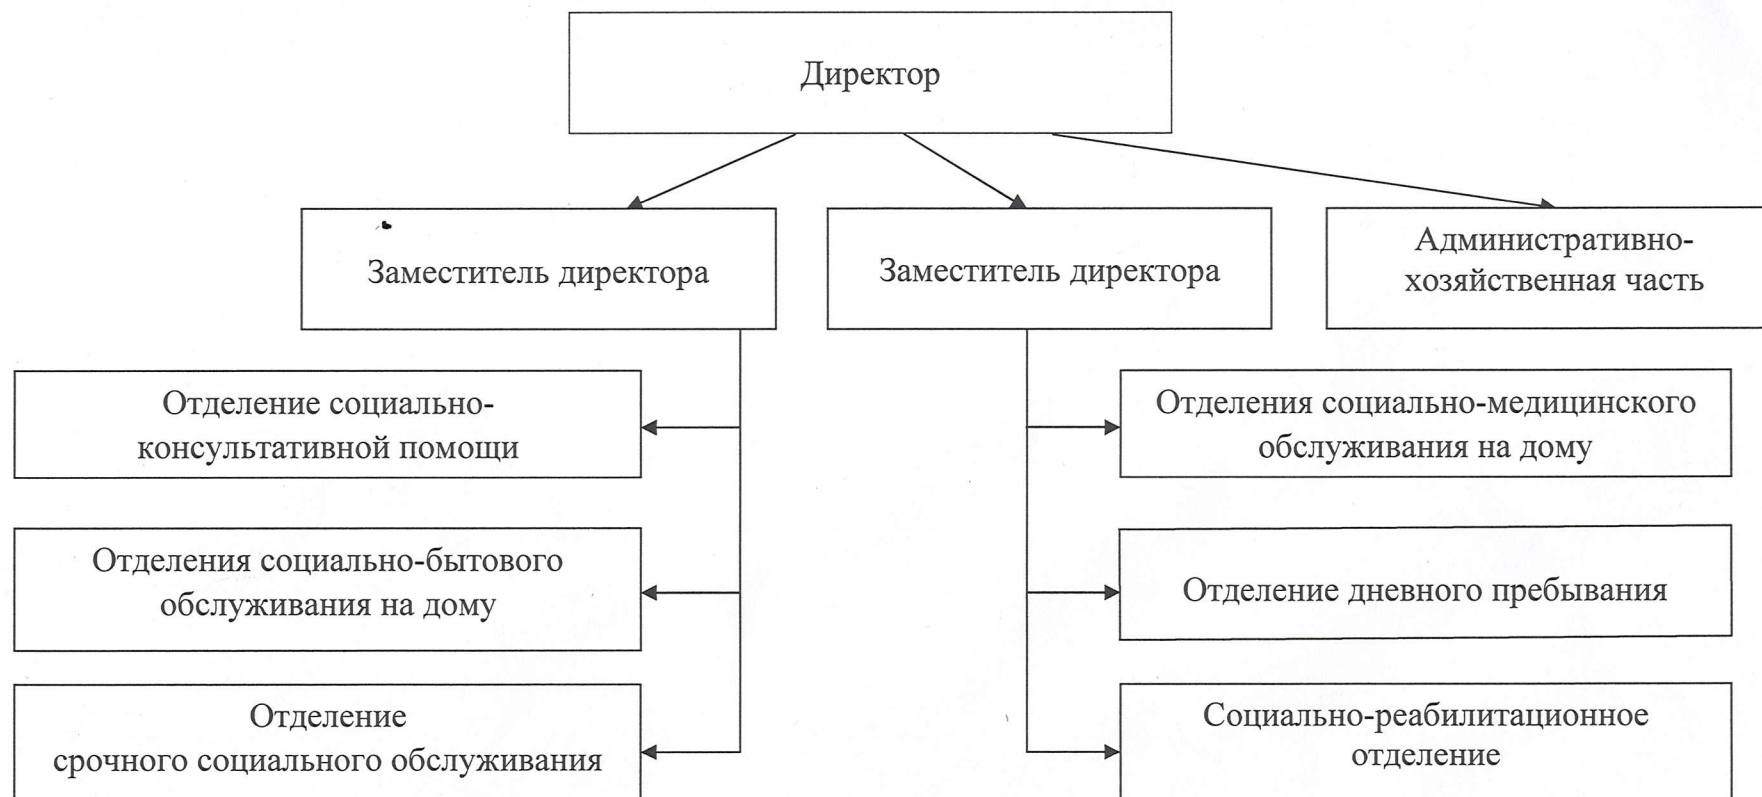 Директор
Заместитель директора
Заместитель директора
Административно-
хозяйственная часть
Отделение социально-
консультативной помощи
Отделения социально-медицинского
обслуживания на дому
Отделения социально-бытового
обслуживания на дому
Отделение дневного пребывания
Отделение
срочного социального обслуживания
Социально-реабилитационное
отделение